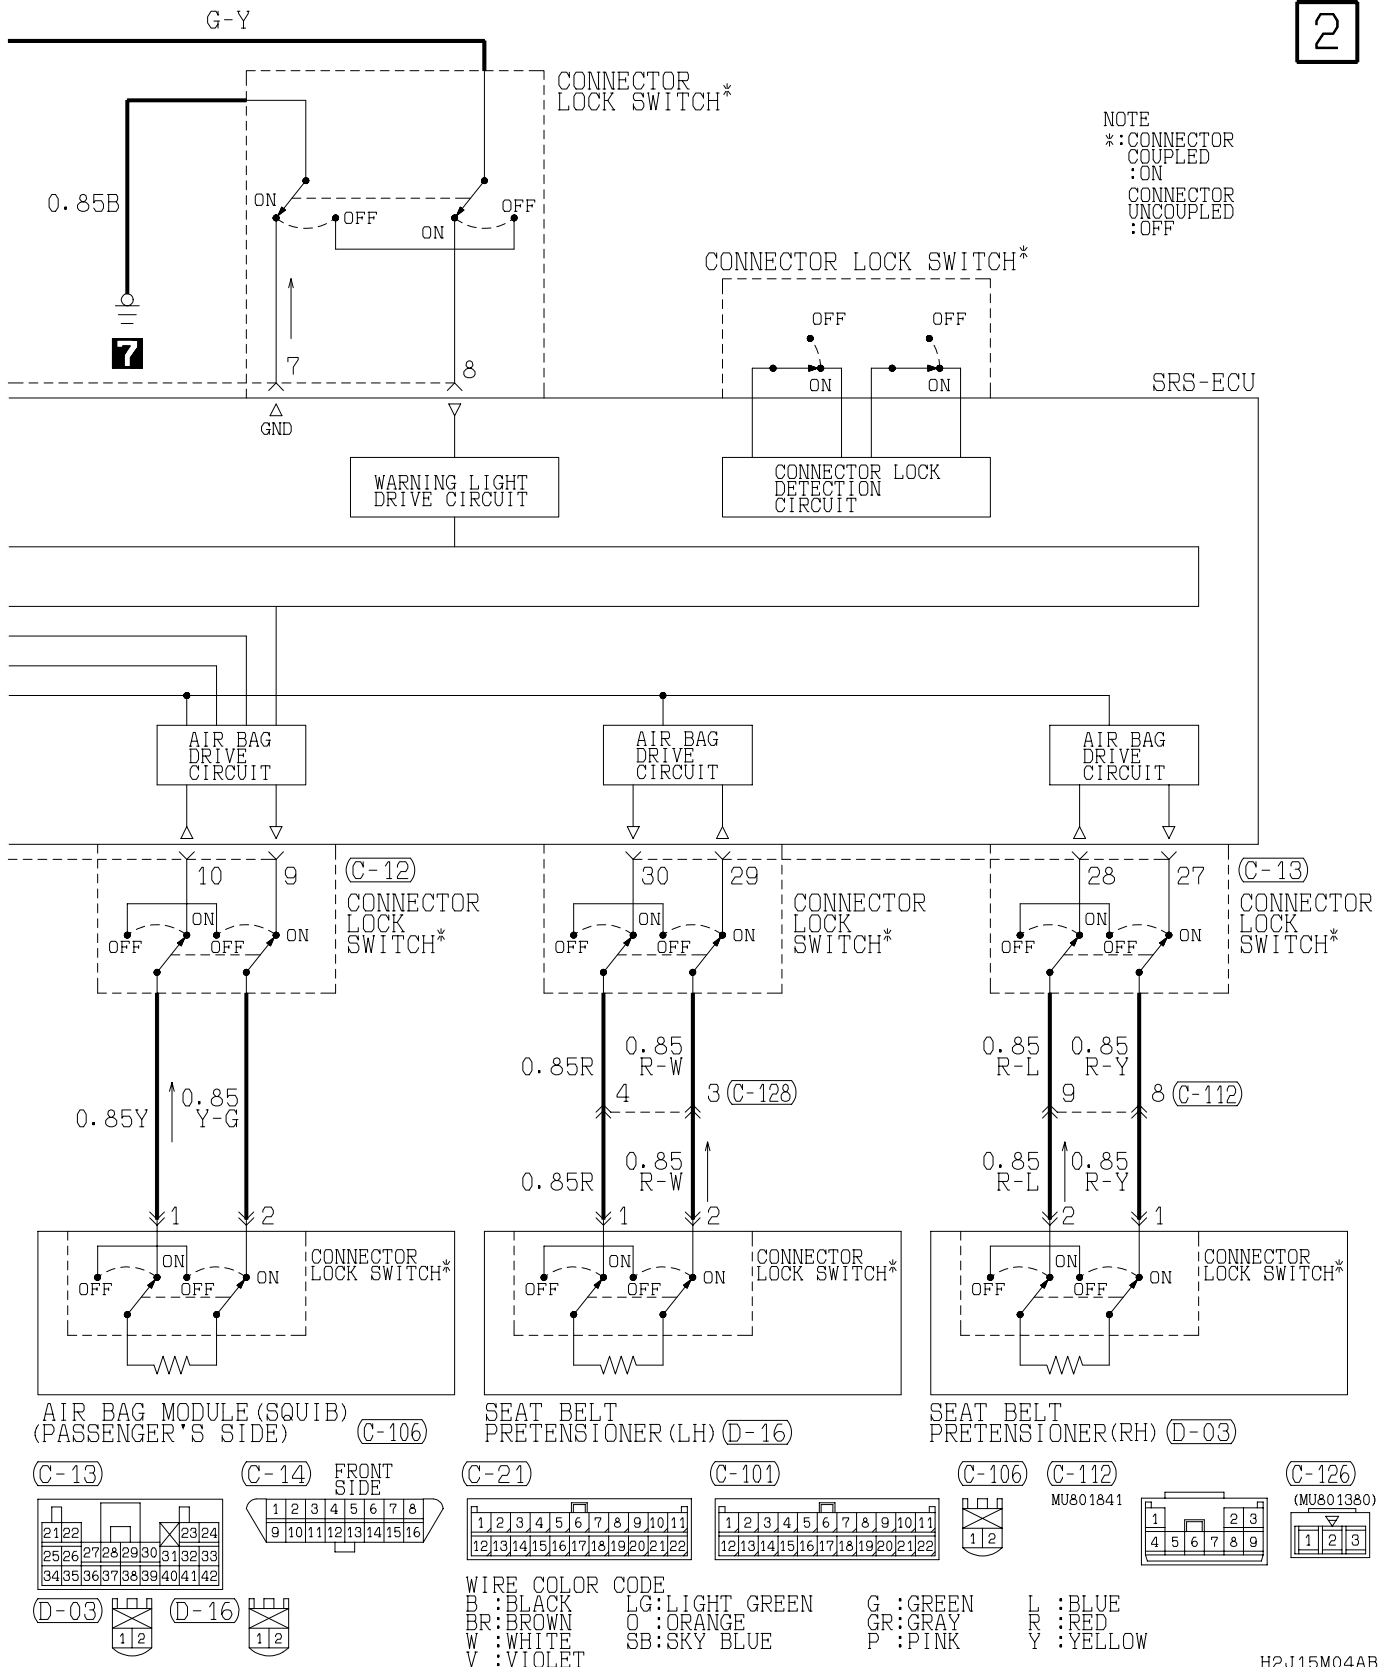 G-Y
2
CONNECTOR
LOCK SWITCH*
NOTE
*:CONNECTOR
COUPLED
:ON
CONNECTOR
UNCOUPLED
:OFF
0.85B
ON
OFF
ON
OFF
7
7
8
CONNECTOR LOCK SWITCH*
OFF
OFF
ON
ON
SRS-ECU
GND
WARNING LIGHT
DRIVE CIRCUIT
CONNECTOR LOCK
DETECTION
CIRCUIT
AIR BAG
DRIVE
CIRCUIT
AIR BAG
DRIVE
CIRCUIT
AIR BAG
DRIVE
CIRCUIT
10
9
C-12
CONNECTOR
LOCK
SWITCH*
OFF
ON
OFF
ON
30
29
CONNECTOR
LOCK
SWITCH*
OFF
ON
OFF
ON
28
27
C-13
CONNECTOR
LOCK
SWITCH*
OFF
ON
OFF
ON
0.85Y
0.85
Y-G
0.85R
0.85
R-W
4
3
C-128
0.85R
0.85
R-W
0.85
R-L
0.85
R-Y
9
8
C-112
0.85
R-L
0.85
R-Y
1
2
1
2
2
1
OFF
ON
OFF
ON
CONNECTOR
LOCK SWITCH*
OFF
ON
OFF
ON
CONNECTOR
LOCK SWITCH*
OFF
ON
OFF
ON
CONNECTOR
LOCK SWITCH*
AIR BAG MODULE(SQUIB)
(PASSENGER'S SIDE) C-106
SEAT BELT
PRETENSIONER(LH) D-16
SEAT BELT
PRETENSIONER(RH) D-03
C-13
21 22 23 24
25 26 27 28 29 30 31 32 33
34 35 36 37 38 39 40 41 42
C-14
FRONT
SIDE
1 2 3 4 5 6 7 8
9 10 11 12 13 14 15 16
C-21
1 2 3 4 5 6 7 8 9 10 11
12 13 14 15 16 17 18 19 20 21 22
C-101
1 2 3 4 5 6 7 8 9 10 11
12 13 14 15 16 17 18 19 20 21 22
C-106
1 2
C-112
MU801841
1 2 3
4 5 6 7 8 9
C-126
(MU801380)
1 2 3
D-03
1 2
D-16
1 2
WIRE COLOR CODE
B :BLACK LG:LIGHT GREEN G :GREEN L :BLUE
BR:BROWN O :ORANGE GR:GRAY R :RED
W :WHITE SB:SKY BLUE P :PINK Y :YELLOW
V :VIOLET
H2J15M04AB